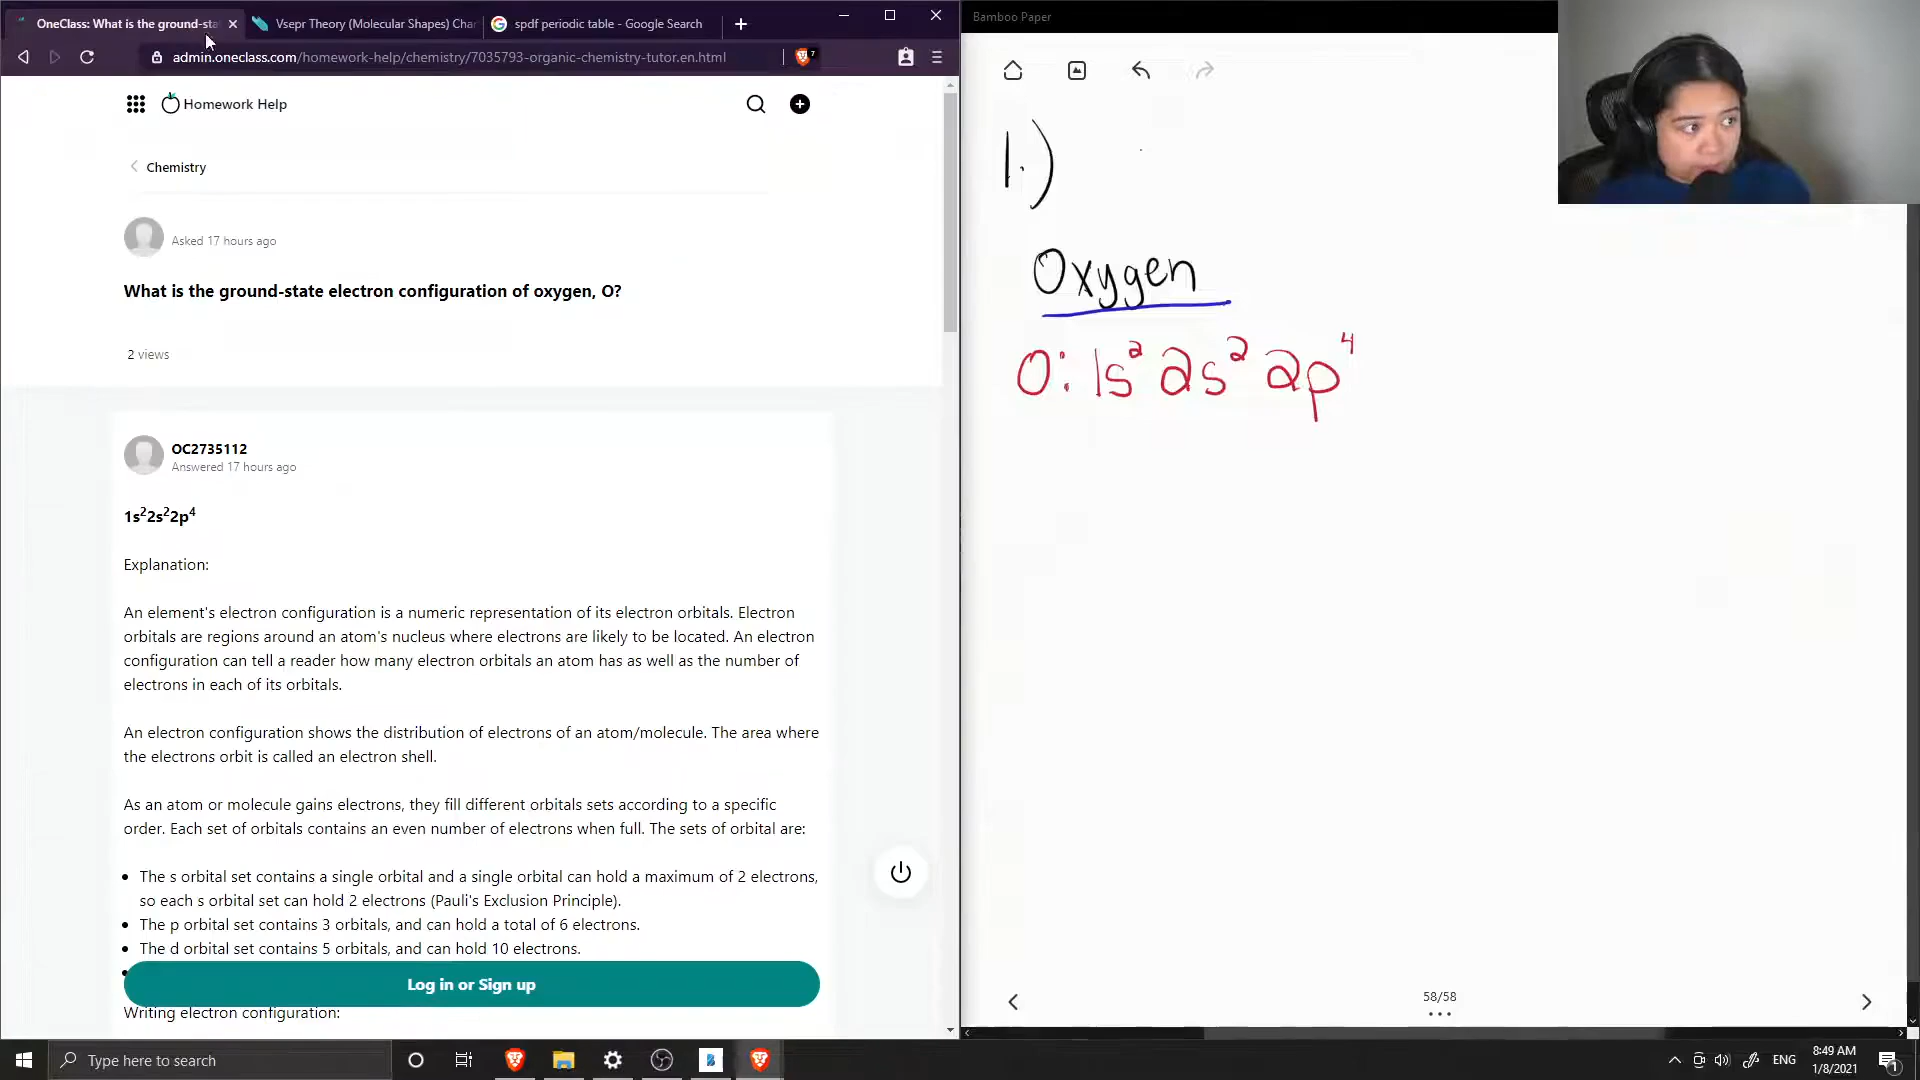 OneClass: What is the ground-sta
Vsepr Theory (Molecular Shapes) Cha
spdf periodic table - Google Search
admin.oneclass.com/homework-help/chemistry/7035793-organic-chemistry-tutor.en.html
7
Homework Help
Chemistry
Asked 17 hours ago
What is the ground-state electron configuration of oxygen, O?
2 views
OC2735112
Answered 17 hours ago
1s²2s²2p⁴
Explanation:
An element's electron configuration is a numeric representation of its electron orbitals. Electron
orbitals are regions around an atom's nucleus where electrons are likely to be located. An electron
configuration can tell a reader how many electron orbitals an atom has as well as the number of
electrons in each of its orbitals.
An electron configuration shows the distribution of electrons of an atom/molecule. The area where
the electrons orbit is called an electron shell.
As an atom or molecule gains electrons, they fill different orbitals sets according to a specific
order. Each set of orbitals contains an even number of electrons when full. The sets of orbital are:
• The s orbital set contains a single orbital and a single orbital can hold a maximum of 2 electrons,
so each s orbital set can hold 2 electrons (Pauli's Exclusion Principle).
• The p orbital set contains 3 orbitals, and can hold a total of 6 electrons.
• The d orbital set contains 5 orbitals, and can hold 10 electrons.
Log in or Sign up
Writing electron configuration:
Bamboo Paper
1.)
Oxygen
O: 1s² 2s² 2p⁴
58/58
Type here to search
ENG
8:49 AM
1/8/2021
1